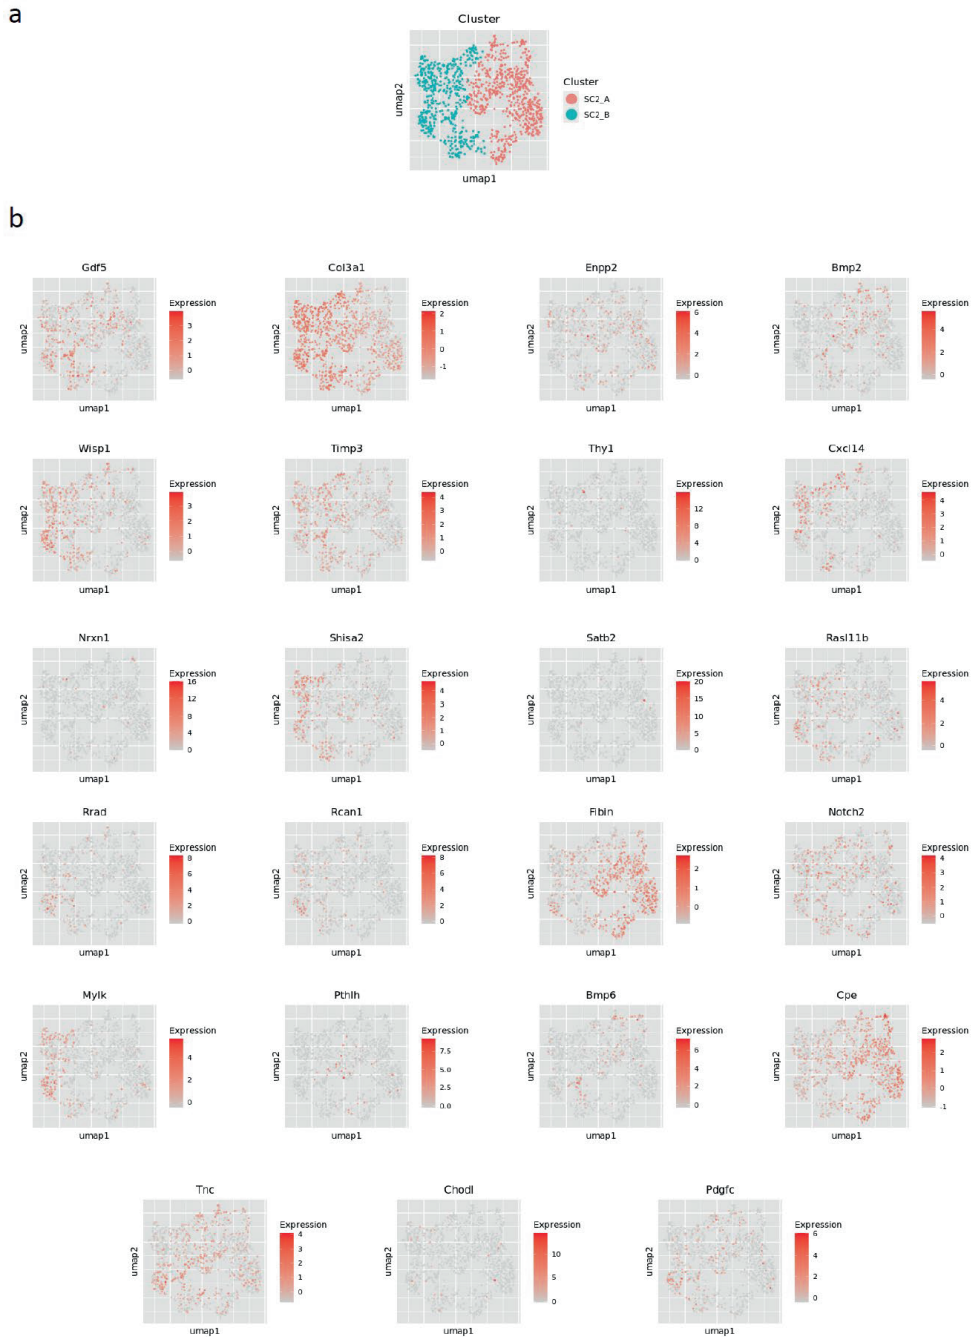 a
Cluster
umap2
umap1
Cluster
SC2_A
SC2_B
b
Gdf5
umap2
umap1
Expression
3
2
1
0
Col3a1
umap2
umap1
Expression
2
1
0
-1
Enpp2
umap2
umap1
Expression
6
4
2
0
Bmp2
umap2
umap1
Expression
4
2
0
Wisp1
umap2
umap1
Expression
3
2
1
0
Timp3
umap2
umap1
Expression
4
3
2
1
0
Thy1
umap2
umap1
Expression
12
8
4
0
Cxcl14
umap2
umap1
Expression
4
3
2
1
0
Nrxn1
umap2
umap1
Expression
16
12
8
4
0
Shisa2
umap2
umap1
Expression
4
3
2
1
0
Satb2
umap2
umap1
Expression
20
15
10
5
0
Rasl11b
umap2
umap1
Expression
4
2
0
Rrad
umap2
umap1
Expression
8
6
4
2
0
Rcan1
umap2
umap1
Expression
8
6
4
2
0
Fibin
umap2
umap1
Expression
2
1
0
Notch2
umap2
umap1
Expression
4
3
2
1
0
Mylk
umap2
umap1
Expression
4
2
0
Pthlh
umap2
umap1
Expression
7.5
5.0
2.5
0.0
Bmp6
umap2
umap1
Expression
6
4
2
0
Cpe
umap2
umap1
Expression
2
1
0
-1
Tnc
umap2
umap1
Expression
4
3
2
1
0
Chodl
umap2
umap1
Expression
10
5
0
Pdgfc
umap2
umap1
Expression
6
4
2
0